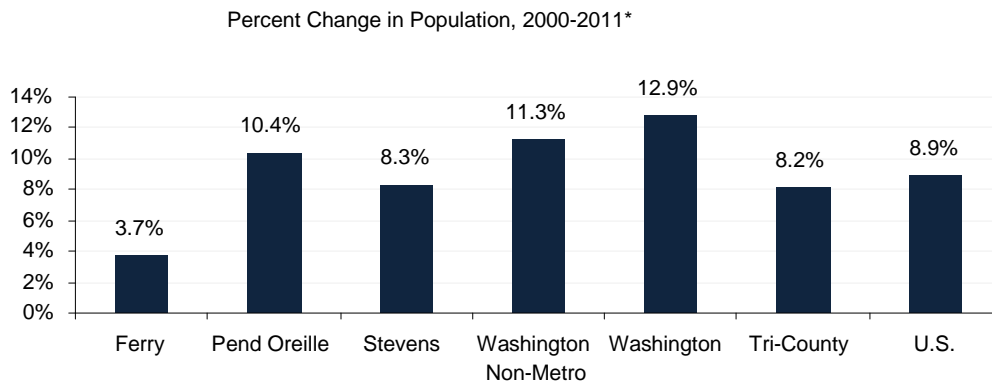 Percent Change in Population, 2000-2011*
14%
12%
10%
8%
6%
4%
2%
0%
3.7%
10.4%
8.3%
11.3%
12.9%
8.2%
8.9%
Ferry
Pend Oreille
Stevens
Washington
Non-Metro
Washington
Tri-County
U.S.